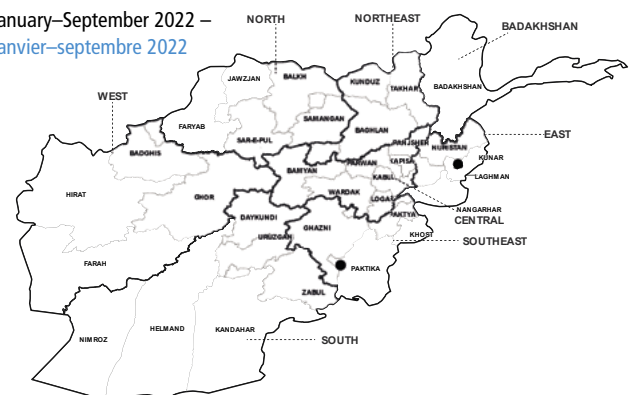 anuary–September 2022 –
anvier–septembre 2022
NORTH
NORTHEAST
BADAKHSHAN
JAWZJAN
BALKH
KUNDUZ
TAKHAR
BADAKHSHAN
WEST
FARYAB
SAMANGAN
SAR-E-PUL
BAGHLAN
PANJSHER
NURISTAN
EAST
BADGHIS
BAMYAN
PARWAN
KAPISA
KUNAR
LAGHMAN
HIRAT
GHOR
WARDAK
KABUL
LOGAR
NANGARHAR
CENTRAL
DAYKUNDI
GHAZNI
PAKTYA
URUZGAN
KHOST
SOUTHEAST
FARAH
PAKTIKA
ZABUL
NIMROZ
HELMAND
KANDAHAR
SOUTH